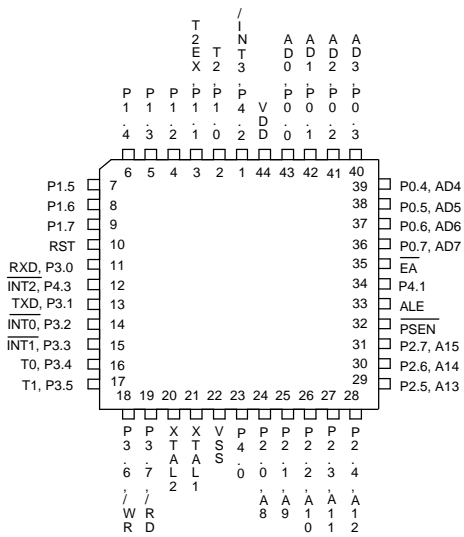 T2EX, P1.1
T2, P1.0
/INT3, P4.2
AD0, P0.0
AD1, P0.1
AD2, P0.2
AD3, P0.3
P1.4
P1.3
P1.2
VDD
6 5 4 3 2 1 44 43 42 41 40
P1.5 7 39 P0.4, AD4
P1.6 8 38 P0.5, AD5
P1.7 9 37 P0.6, AD6
RST 10 36 P0.7, AD7
RXD, P3.0 11 35 EA
INT2, P4.3 12 34 P4.1
TXD, P3.1 13 33 ALE
INT0, P3.2 14 32 PSEN
INT1, P3.3 15 31 P2.7, A15
T0, P3.4 16 30 P2.6, A14
T1, P3.5 17 29 P2.5, A13
18 19 20 21 22 23 24 25 26 27 28
P3.6, /WR
P3.7, /RD
XTAL2
XTAL1
VSS
P4.0
P2.0, A8
P2.1, A9
P2.2, A10
P2.3, A11
P2.4, A12